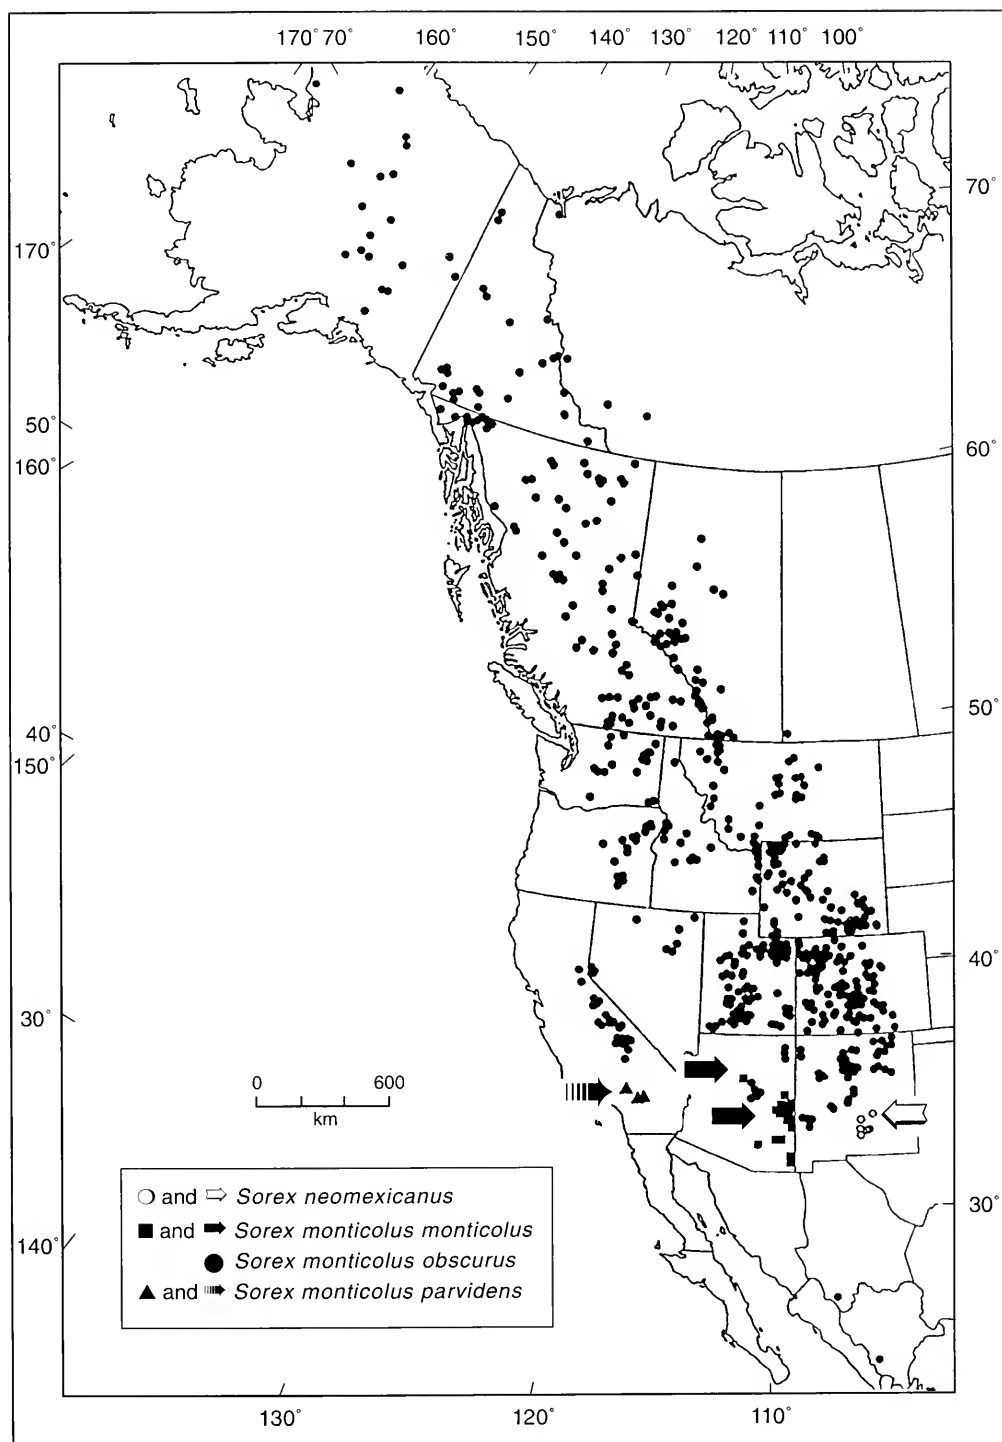 170° 70° 160° 150° 140° 130° 120° 110° 100°
70°
170°
50°
60°
160°
50°
40°
150°
40°
30°
0 600
km
30°
140°
○ and ⇨ Sorex neomexicanus
■ and ➡ Sorex monticolus monticolus
● Sorex monticolus obscurus
▲ and ➡ Sorex monticolus parvidens
130° 120° 110°